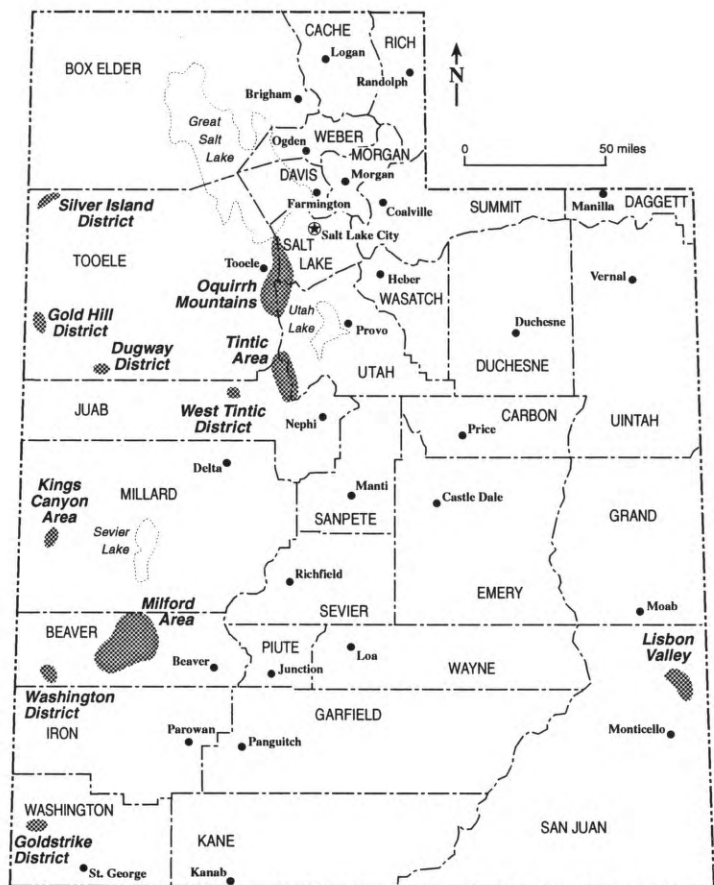 CACHE
RICH
Logan
BOX ELDER
Randolph
N
Brigham
Great
Salt
Lake
WEBER
Ogden
MORGAN
0 50 miles
DAVIS
Morgan
Farmington
Coalville
SUMMIT
Manilla
DAGGETT
Silver Island
District
Salt Lake City
SALT
LAKE
TOOELE
Tooele
Oquirrh
Mountains
Heber
WASATCH
Vernal
Utah
Lake
Provo
Duchesne
Gold Hill
District
Dugway
District
Tintic
Area
UTAH
DUCHESNE
JUAB
West Tintic
District
Nephi
CARBON
Price
UINTAH
Delta
Kings
Canyon
Area
MILLARD
Manti
SANPETE
Castle Dale
GRAND
Sevier
Lake
Richfield
SEVIER
EMERY
Moab
Milford
Area
BEAVER
Beaver
PIUTE
Junction
Loa
WAYNE
Lisbon
Valley
Washington
District
IRON
Parowan
Panguitch
GARFIELD
Monticello
WASHINGTON
Goldstrike
District
St. George
KANE
Kanab
SAN JUAN